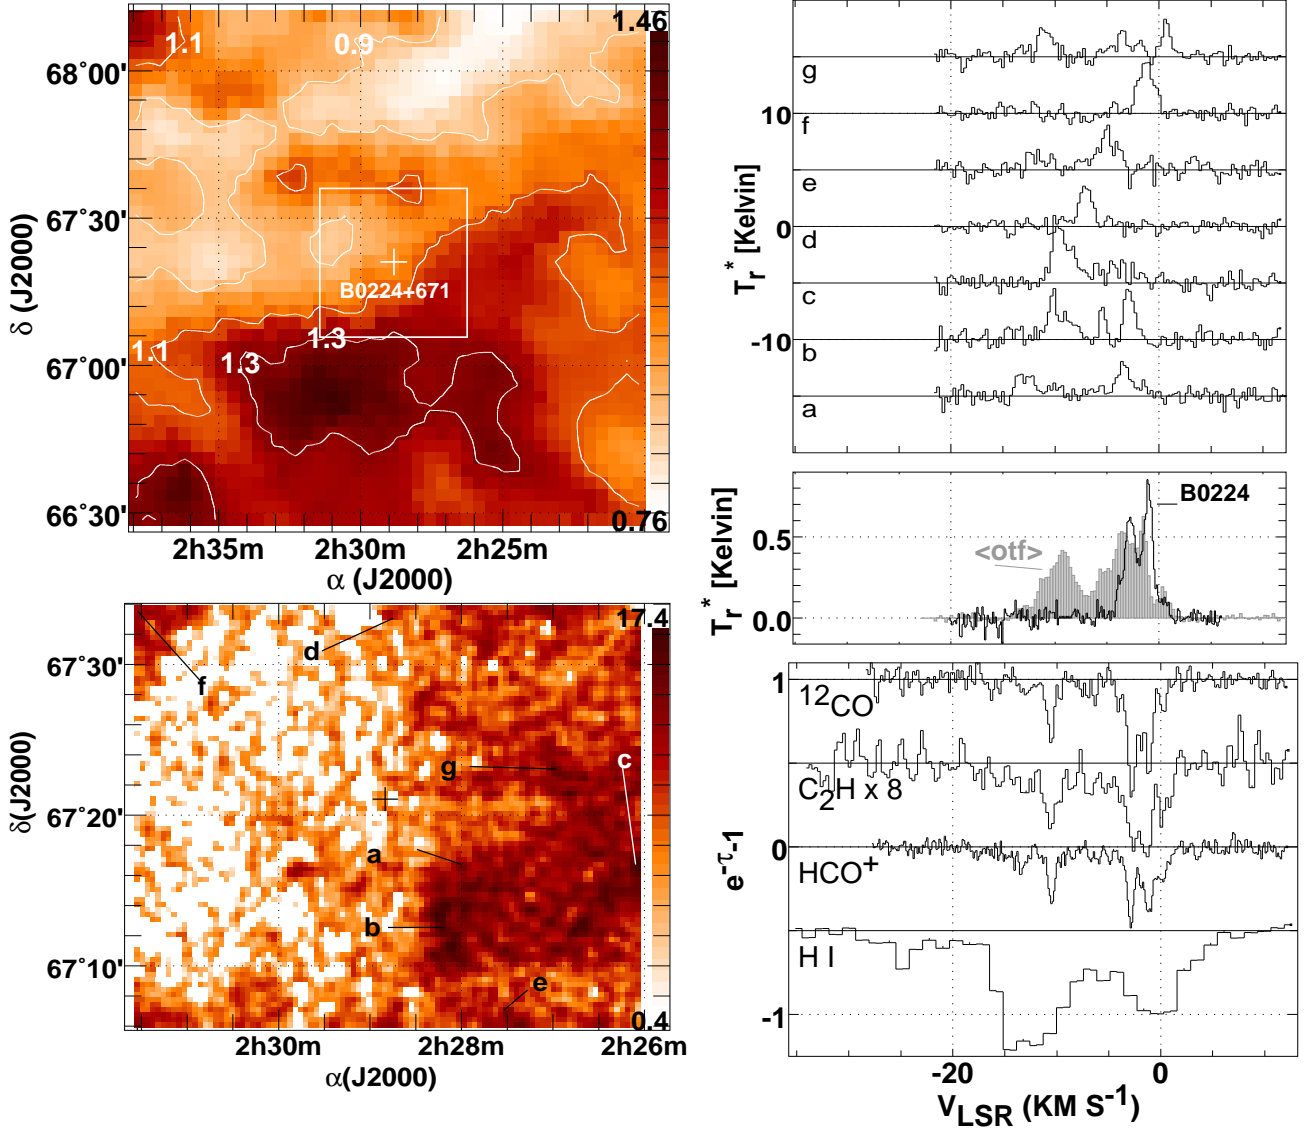 1.1
0.9
1.46
68°00'
67°30'
67°00'
66°30'
δ (J2000)
B0224+671
1.1
1.3
1.3
0.76
2h35m
2h30m
2h25m
α (J2000)
17.4
67°30'
67°20'
67°10'
δ(J2000)
d
f
g
c
a
b
e
0.4
2h30m
2h28m
2h26m
α(J2000)
g
10
f
e
0
d
c
-10
b
a
T_r^* [Kelvin]
B0224
<otf>
0.5
0.0
T_r^* [Kelvin]
1
¹²CO
C₂H x 8
0
HCO⁺
H I
-1
e^-τ-1
-20
0
V_LSR (KM S⁻¹)